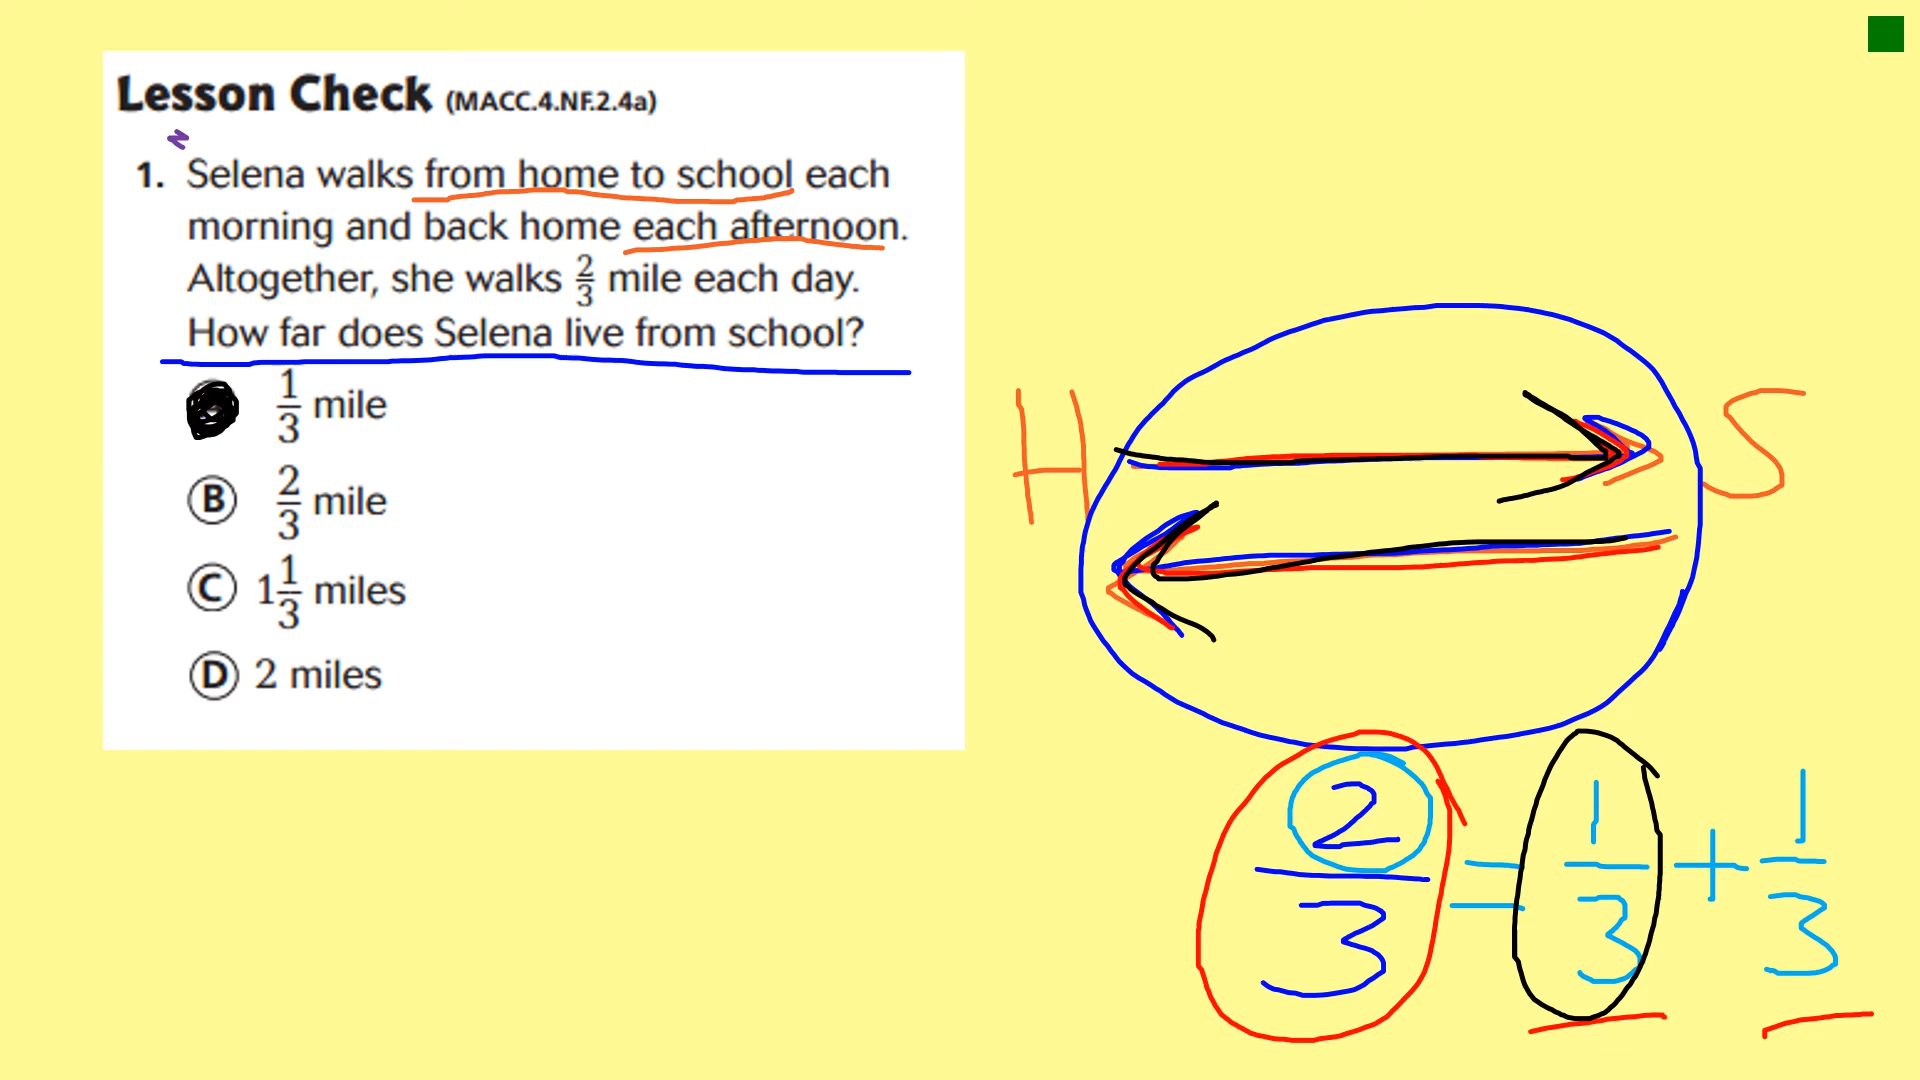 Lesson Check (MACC.4.NF.2.4a)
1. Selena walks from home to school each
morning and back home each afternoon.
Altogether, she walks 2/3 mile each day.
How far does Selena live from school?
1/3 mile
B 2/3 mile
C 1 1/3 miles
D 2 miles
H S
2/3 = 1/3 + 1/3